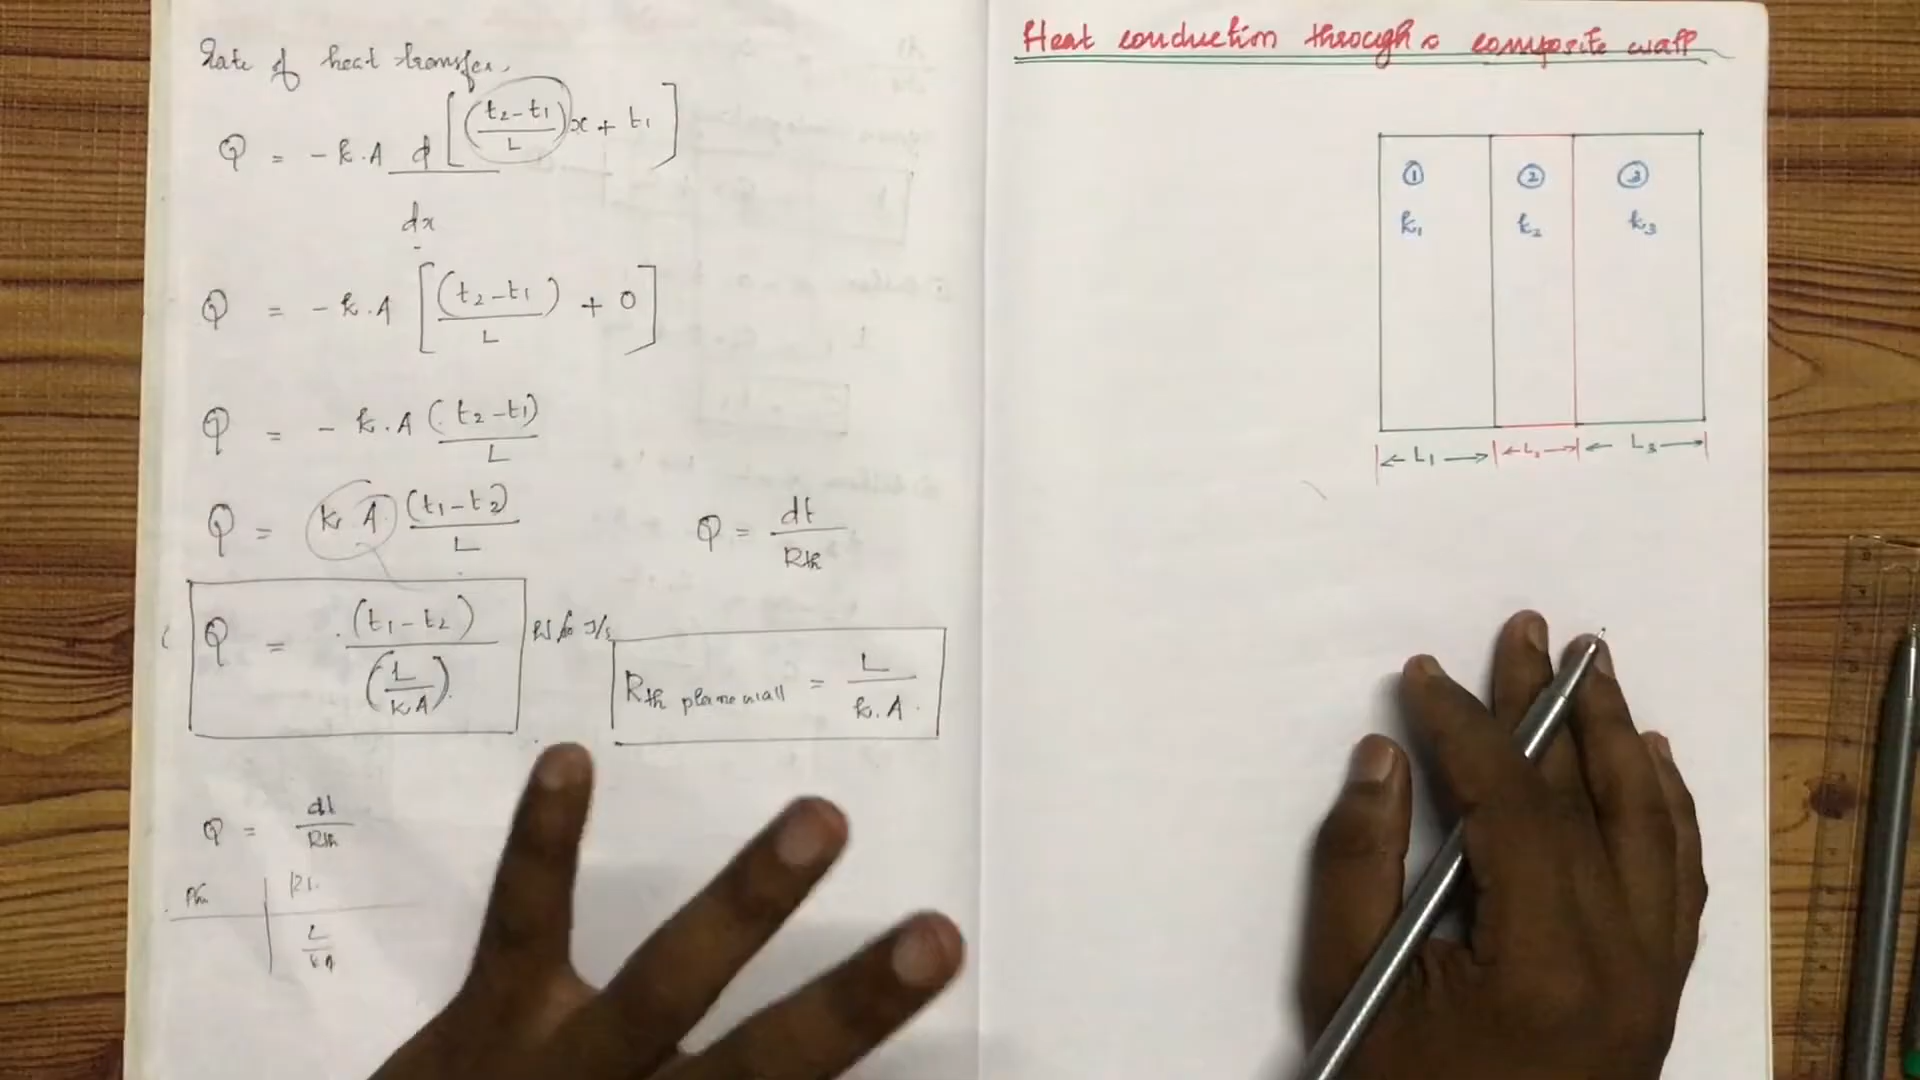 Rate of heat transfer.
Q = -k.A d[(t2-t1)/L x + t1]
dx
Q = -k.A [(t2-t1)/L + 0]
Q = - k.A (t2-t1)/L
Q = k A (t1-t2)/L
Q = dt/Rth
Q = (t1-t2)/(L/kA)
J/s
Rth plane wall = L/k.A.
Q = dt/Rth
L/kA
Heat conduction through a composite wall
① ② ③
k1 k2 k3
L1 L2 L3